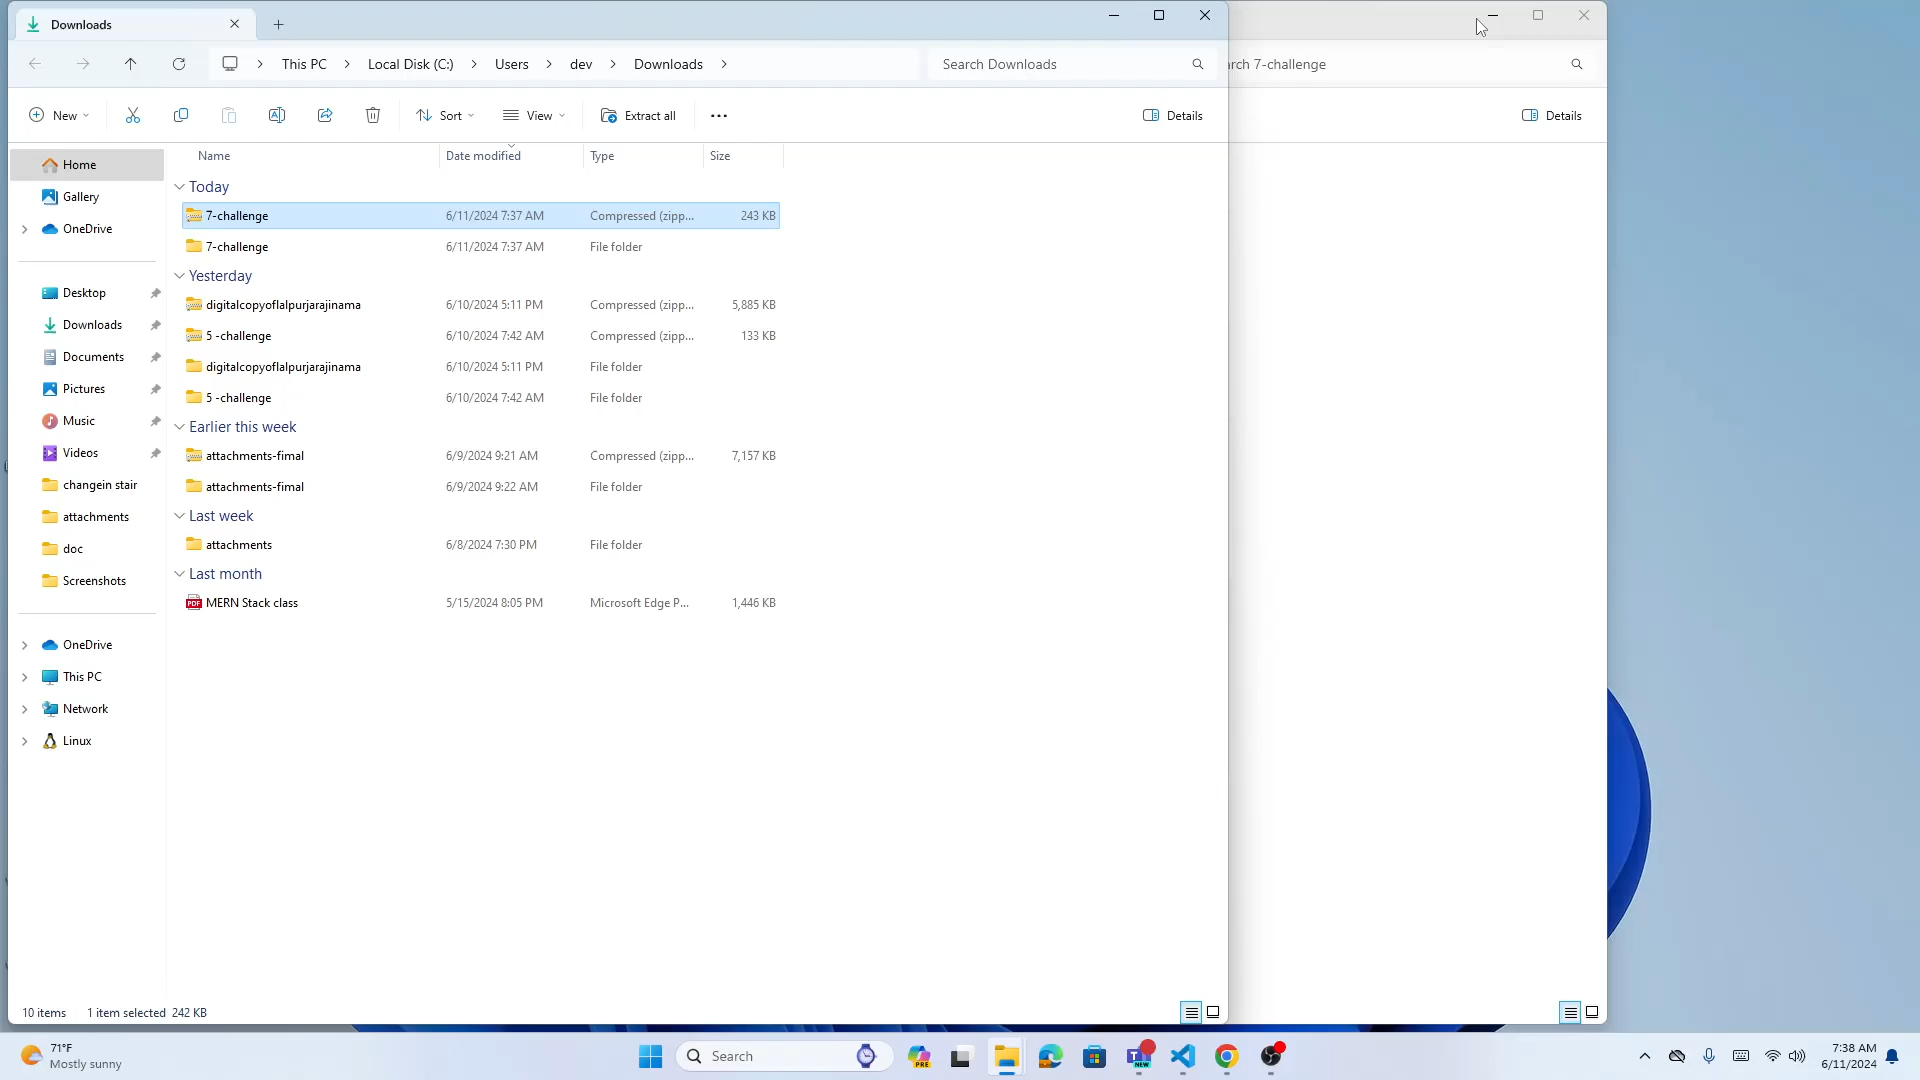 Downloads
This PC
Local Disk (C:)
Users
dev
Downloads
Search Downloads
rch 7-challenge
New
Sort
View
Extract all
Details
Details
Home
Gallery
OneDrive
Desktop
Downloads
Documents
Pictures
Music
Videos
changein stair
attachments
doc
Screenshots
OneDrive
This PC
Network
Linux
Name Date modified Type Size
Today
7-challenge 6/11/2024 7:37 AM Compressed (zipp... 243 KB
7-challenge 6/11/2024 7:37 AM File folder
Yesterday
digitalcopyoflalpurjarajinama 6/10/2024 5:11 PM Compressed (zipp... 5,885 KB
5 -challenge 6/10/2024 7:42 AM Compressed (zipp... 133 KB
digitalcopyoflalpurjarajinama 6/10/2024 5:11 PM File folder
5 -challenge 6/10/2024 7:42 AM File folder
Earlier this week
attachments-fimal 6/9/2024 9:21 AM Compressed (zipp... 7,157 KB
attachments-fimal 6/9/2024 9:22 AM File folder
Last week
attachments 6/8/2024 7:30 PM File folder
Last month
PDF MERN Stack class 5/15/2024 8:05 PM Microsoft Edge P... 1,446 KB
10 items 1 item selected 242 KB
71°F
Mostly sunny
Search
PRE
NEW
7:38 AM
6/11/2024